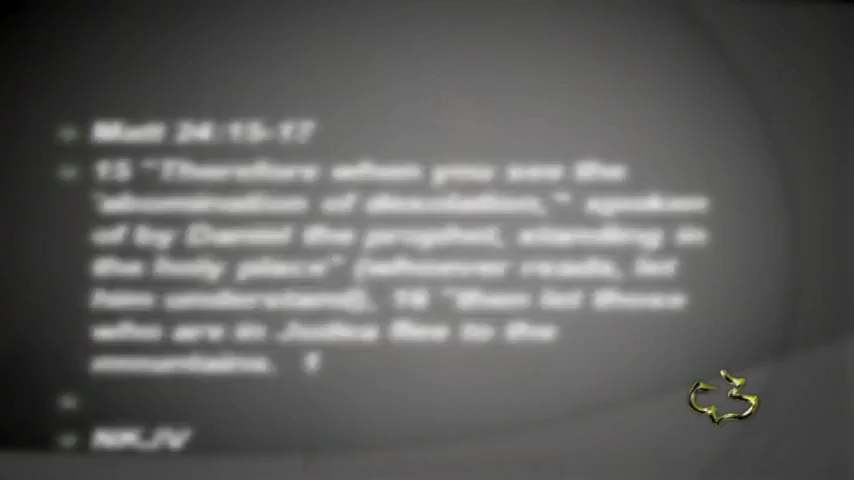 Matt 24:15-17
15 "Therefore when you see the
'abomination of desolation,'" spoken
of by Daniel the prophet, standing in
the holy place" (whoever reads, let
him understand), 16 "then let those
who are in Judea flee to the
mountains. 1
NKJV